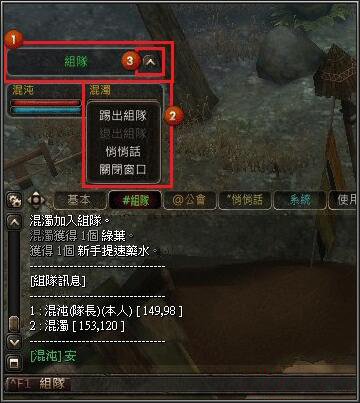 1
組隊
3
混沌
混濁
2
踢出組隊
退出組隊
悄悄話
關閉窗口
基本 #組隊 @公會 "悄悄話 系統 使用
混濁加入組隊。
混濁獲得 1個 綠葉。
獲得 1個 新手提速藥水。
--------------------------------
[組隊訊息]
--------------------------------
1 : 混沌(隊長)(本人) [ 149,98 ]
2 : 混濁 [ 153,120 ]
--------------------------------
[混沌] 安
^F1 組隊